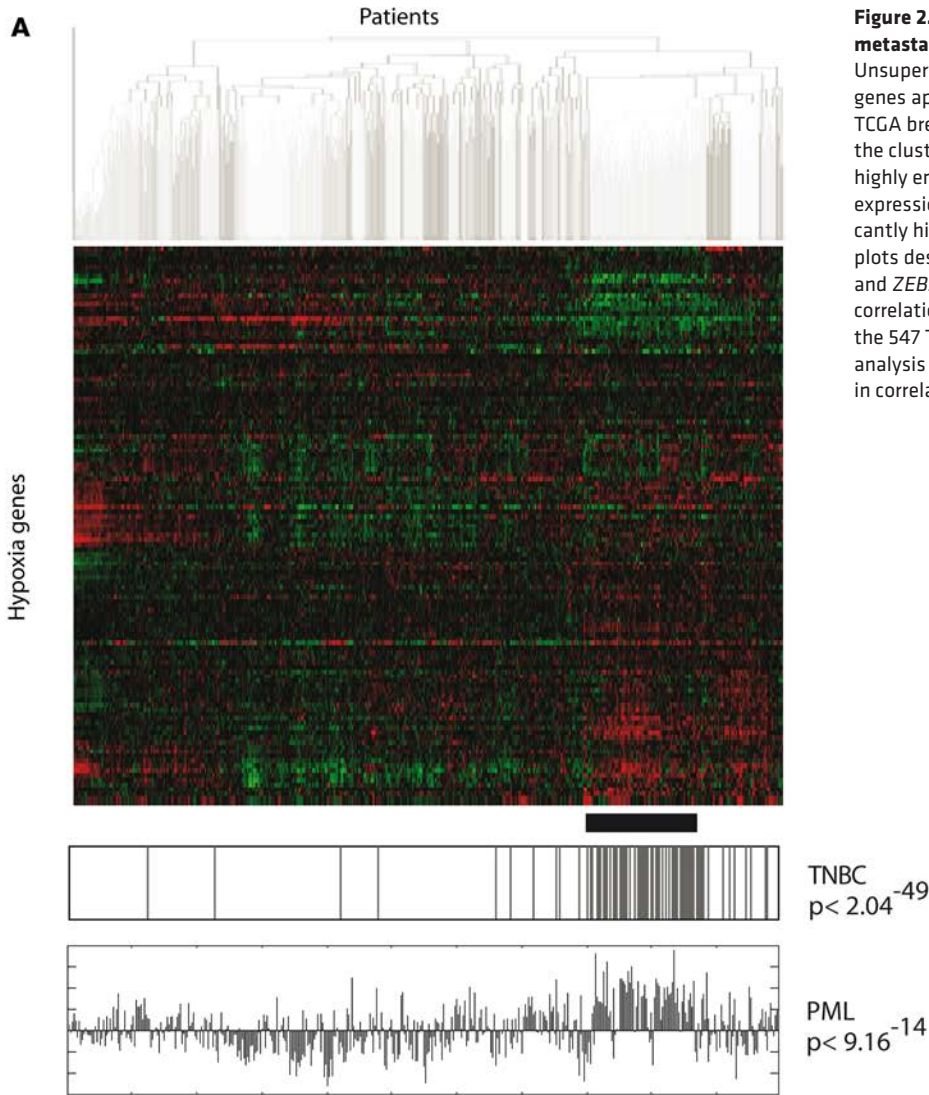 A
Patients
Hypoxia genes
TNBC
p< 2.04-49
PML
p< 9.16-14
Figure 2.
metasta
Unsuper
genes ap
TCGA bre
the clust
highly en
expressio
cantly hi
plots des
and ZEB
correlatio
the 547 T
analysis
in correla